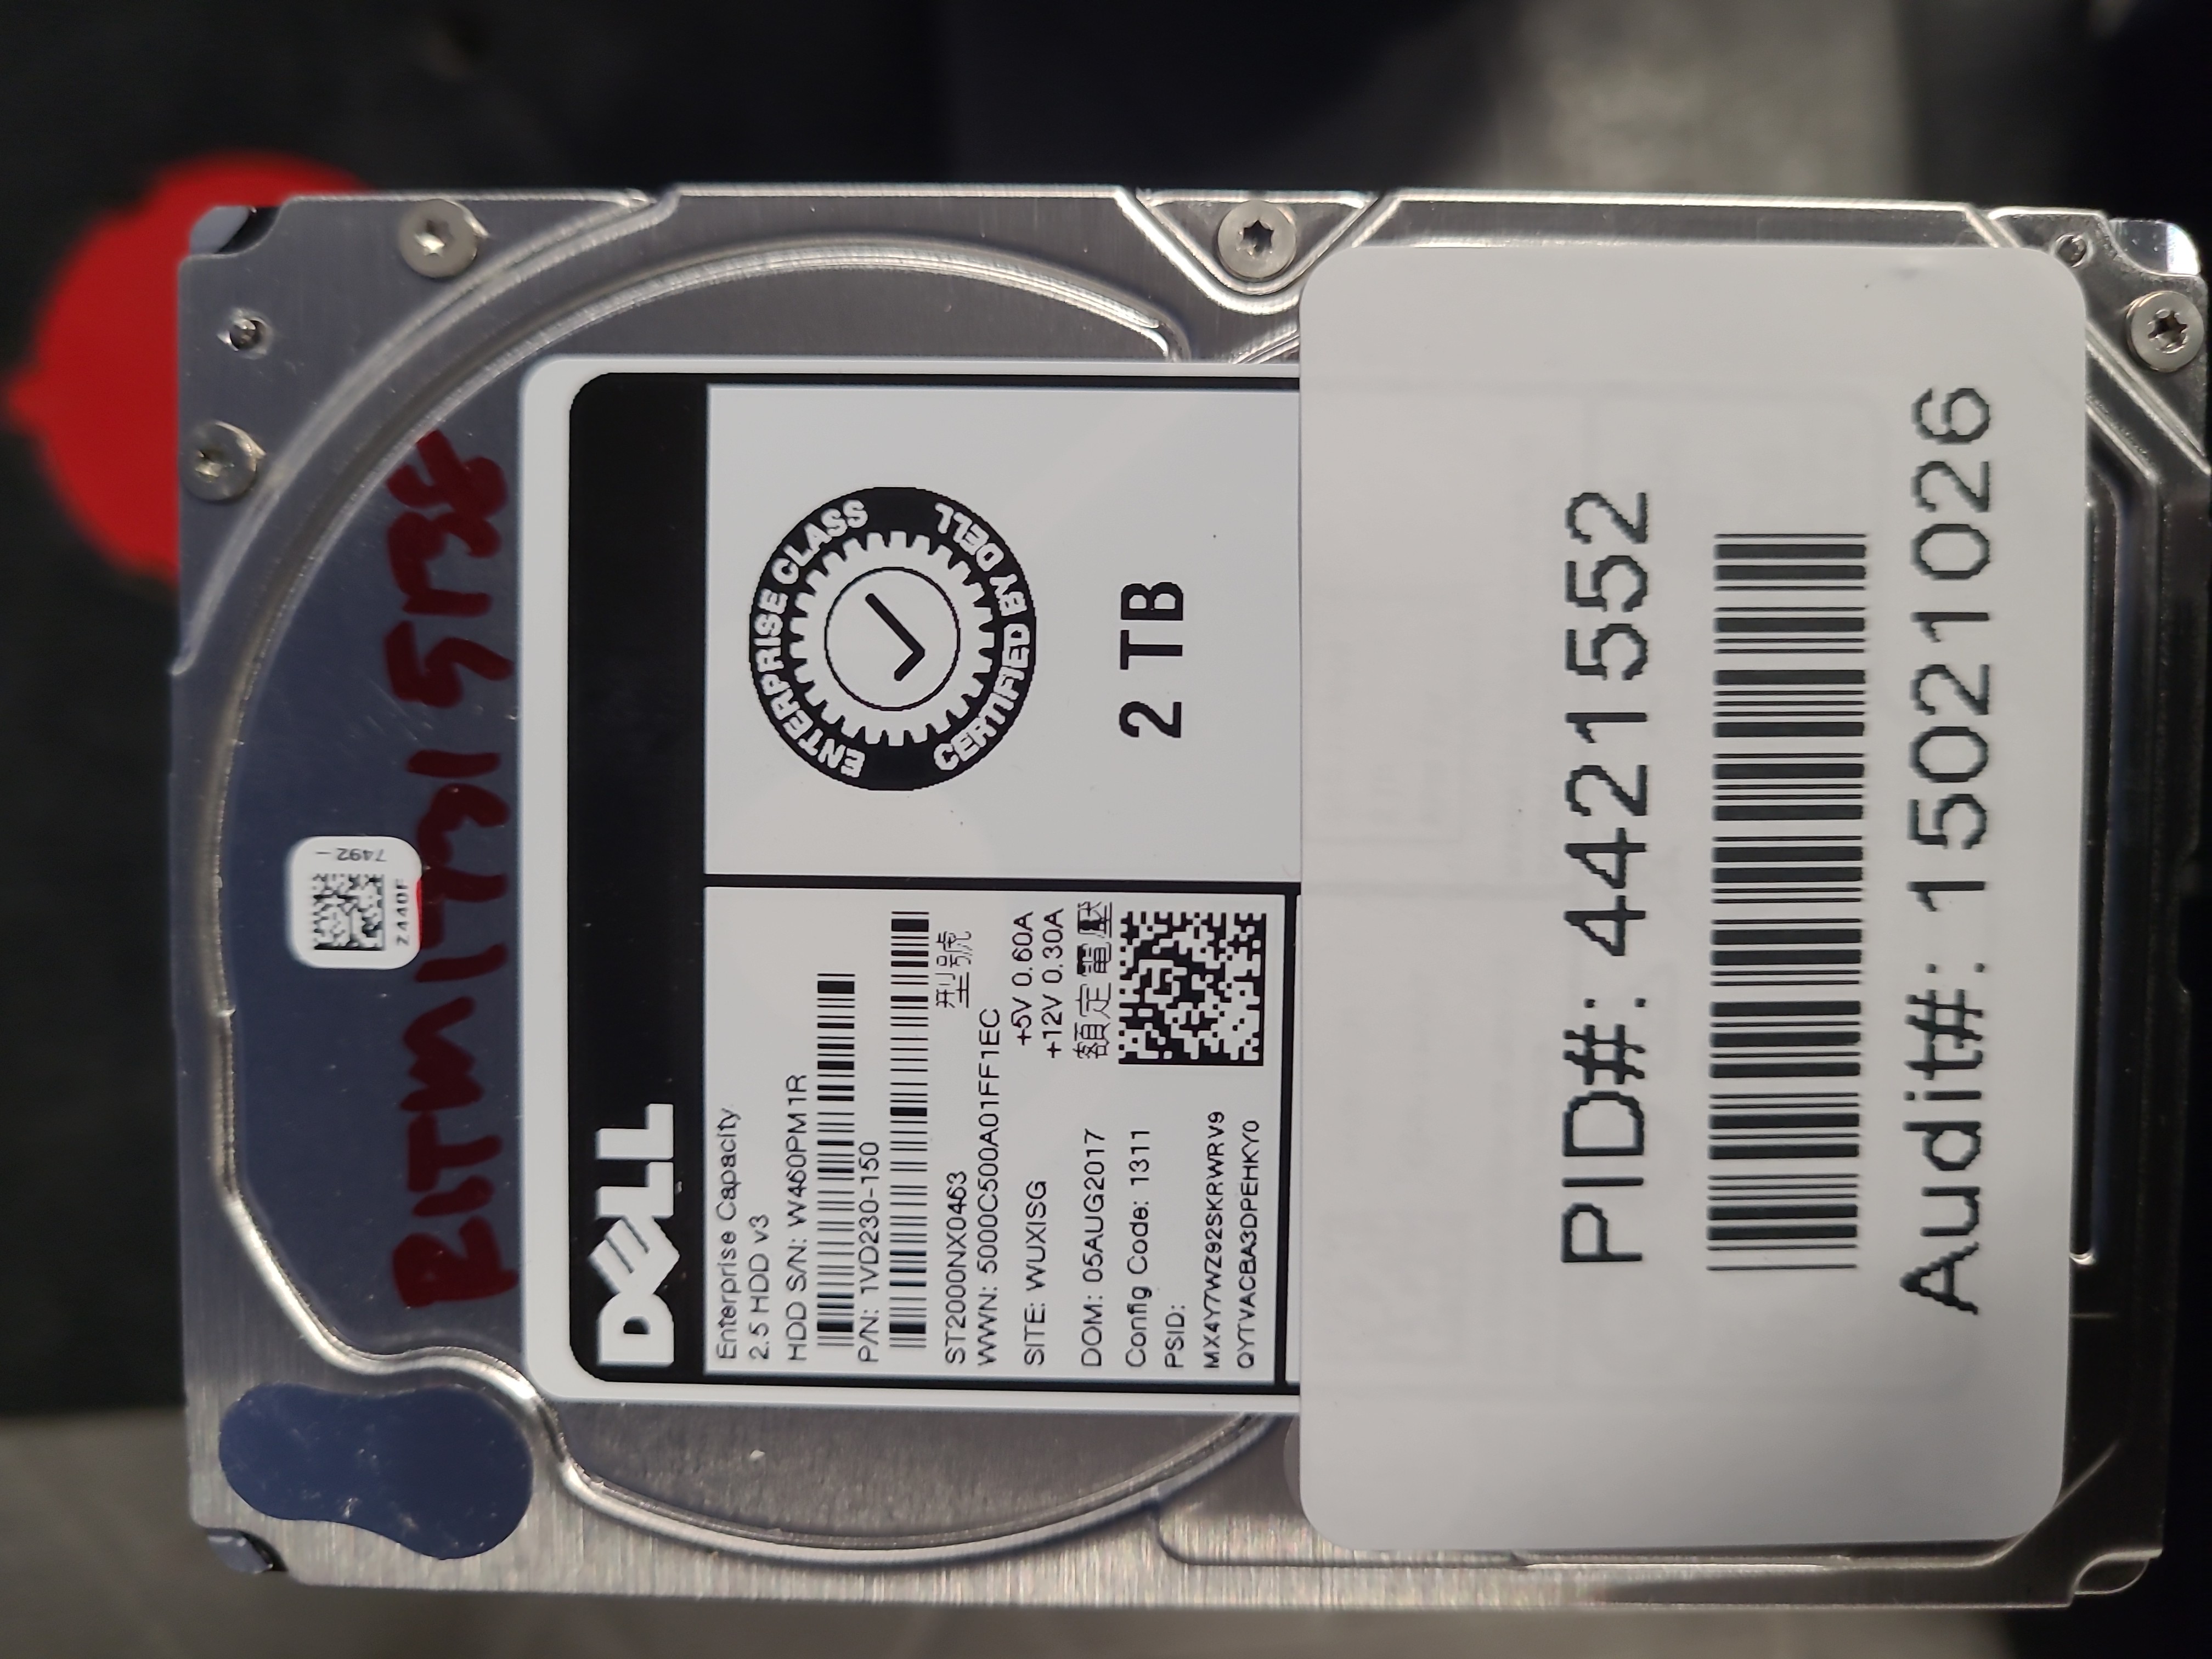 7492-
Z440F
RITM17315138
DELL
Enterprise Capacity
2.5 HDD v3
HDD S/N: W460PM1R
P/N: 1VD230-150
ST2000NX0463 型號
WWN: 5000C500A01FF1EC
SITE: WUXISG
+5V 0.60A
+12V 0.30A
DOM: 05AUG2017
額定電壓
Config Code: 1311
PSID:
MX4Y7WZ92SKRWRV9
QYTVACBA3DPEHKY0
ENTERPRISE CLASS
CERTIFIED BY DELL
2 TB
PID#: 4421552
Audit#: 15021026